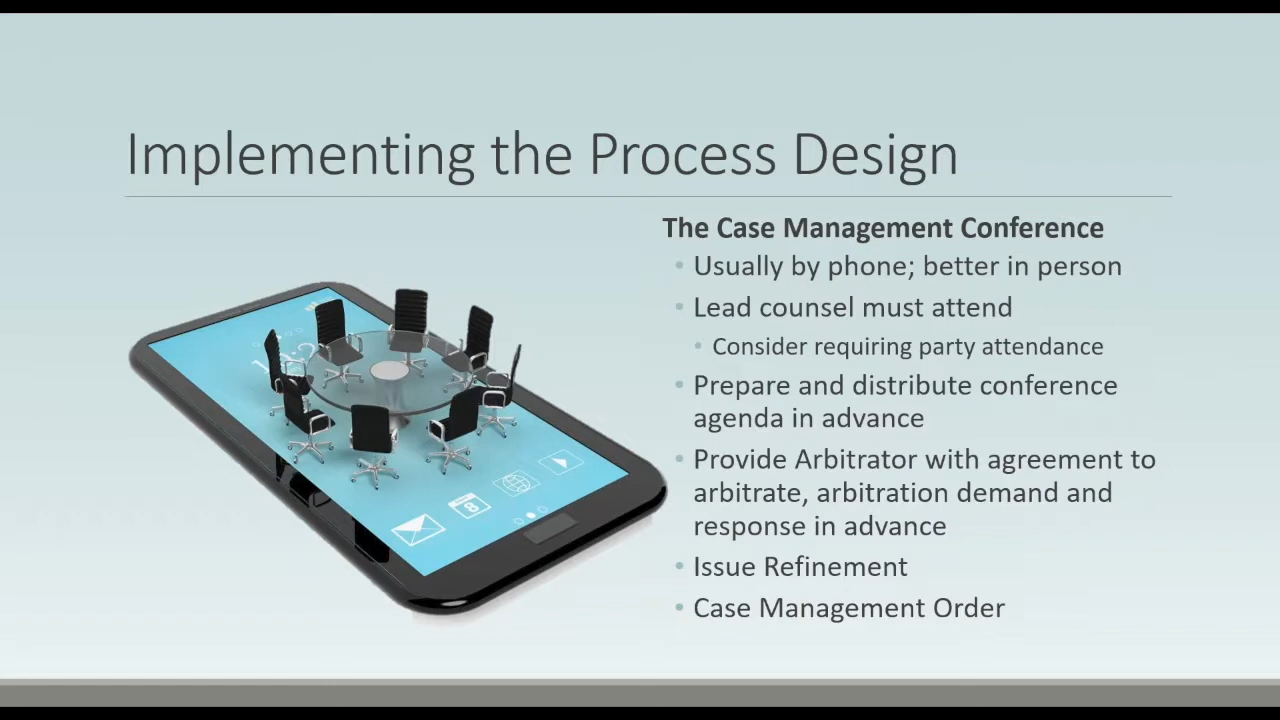 Implementing the Process Design
The Case Management Conference
• Usually by phone; better in person
• Lead counsel must attend
• Consider requiring party attendance
• Prepare and distribute conference
agenda in advance
• Provide Arbitrator with agreement to
arbitrate, arbitration demand and
response in advance
• Issue Refinement
• Case Management Order
8